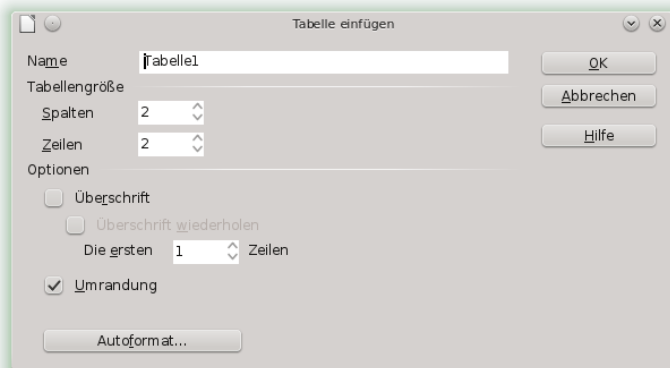 Tabelle einfügen
Name Tabelle1 OK
Tabellengröße Abbrechen
Spalten 2
Zeilen 2 Hilfe
Optionen
Überschrift
Überschrift wiederholen
Die ersten 1 Zeilen
Umrandung
Autoformat...